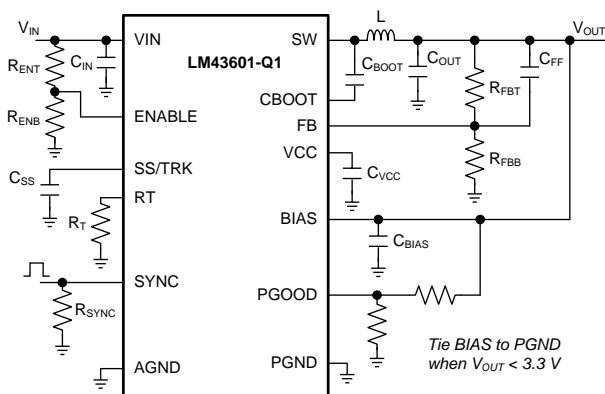 VIN
VIN
SW
L
VOUT
RENT
CIN
LM43601-Q1
CBOOT
COUT
RFBT
CFF
CBOOT
RENB
ENABLE
FB
VCC
RFBB
CSS
SS/TRK
CVCC
RT
RT
BIAS
CBIAS
SYNC
RSYNC
PGOOD
Tie BIAS to PGND
when VOUT < 3.3 V
AGND
PGND